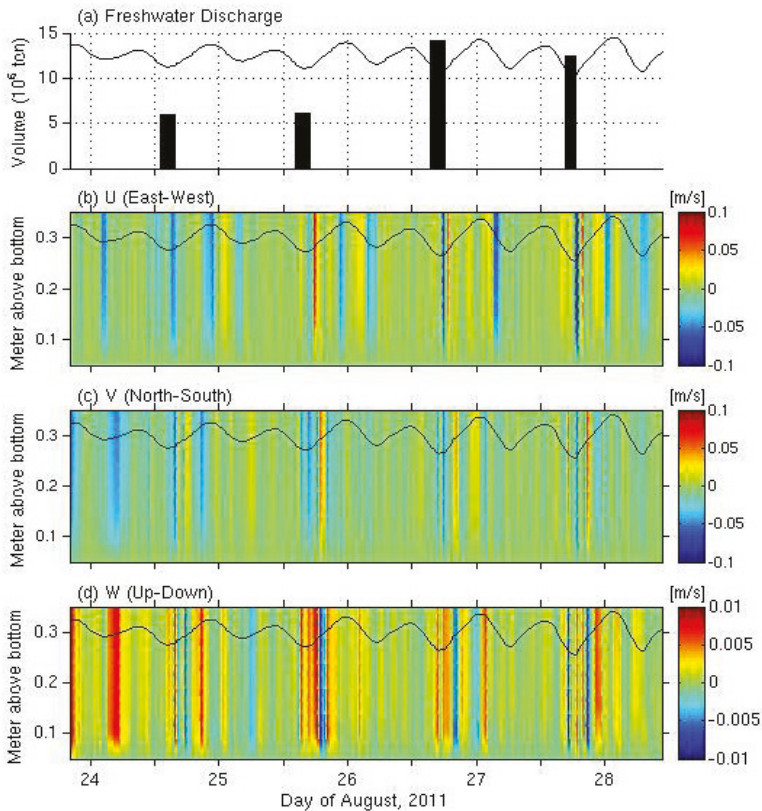 (a) Freshwater Discharge
15
10
5
0
Volume (10⁶ ton)
(b) U (East-West)
[m/s]
0.3
0.2
0.1
Meter above bottom
0.1
0.05
0
-0.05
-0.1
(c) V (North-South)
[m/s]
0.3
0.2
0.1
Meter above bottom
0.1
0.05
0
-0.05
-0.1
(d) W (Up-Down)
[m/s]
0.3
0.2
0.1
Meter above bottom
0.01
0.005
0
-0.005
-0.01
24 25 26 27 28
Day of August, 2011